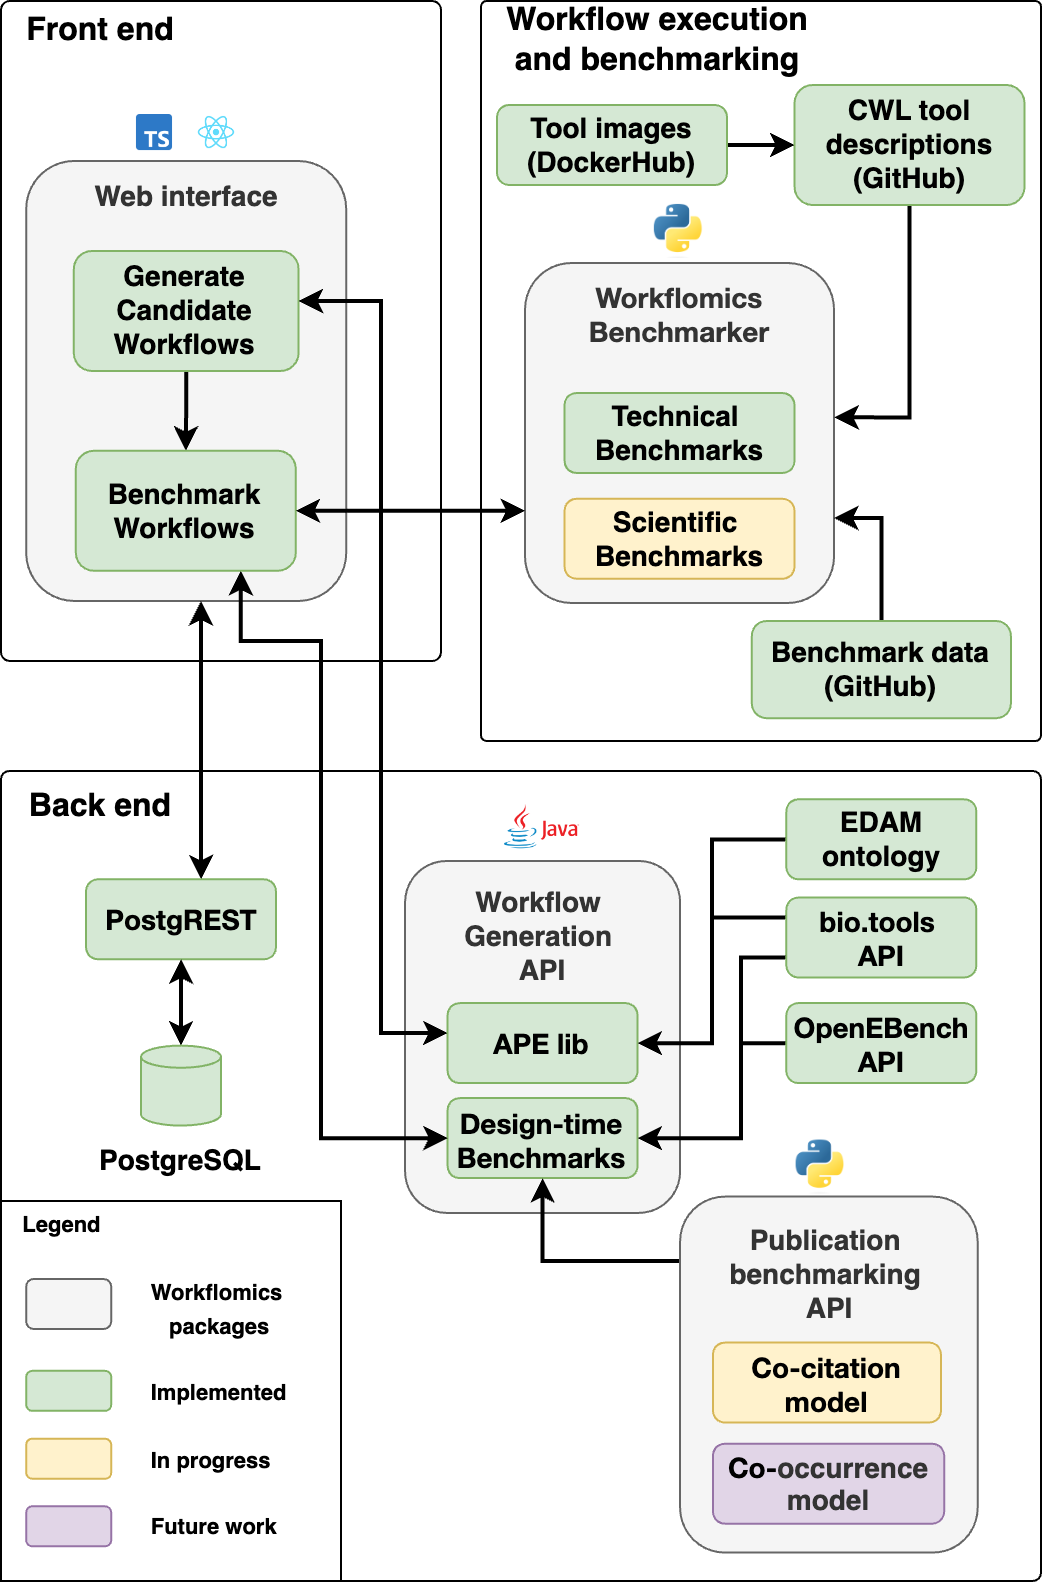 Front end
TS
Web interface
Generate
Candidate
Workflows
Benchmark
Workflows
Workflow execution
and benchmarking
Tool images
(DockerHub)
CWL tool
descriptions
(GitHub)
Workflomics
Benchmarker
Technical
Benchmarks
Scientific
Benchmarks
Benchmark data
(GitHub)
Back end
PostgREST
PostgreSQL
Java
Workflow
Generation
API
APE lib
Design-time
Benchmarks
EDAM
ontology
bio.tools
API
OpenEBench
API
Publication
benchmarking
API
Co-citation
model
Co-occurrence
model
Legend
Workflomics
packages
Implemented
In progress
Future work